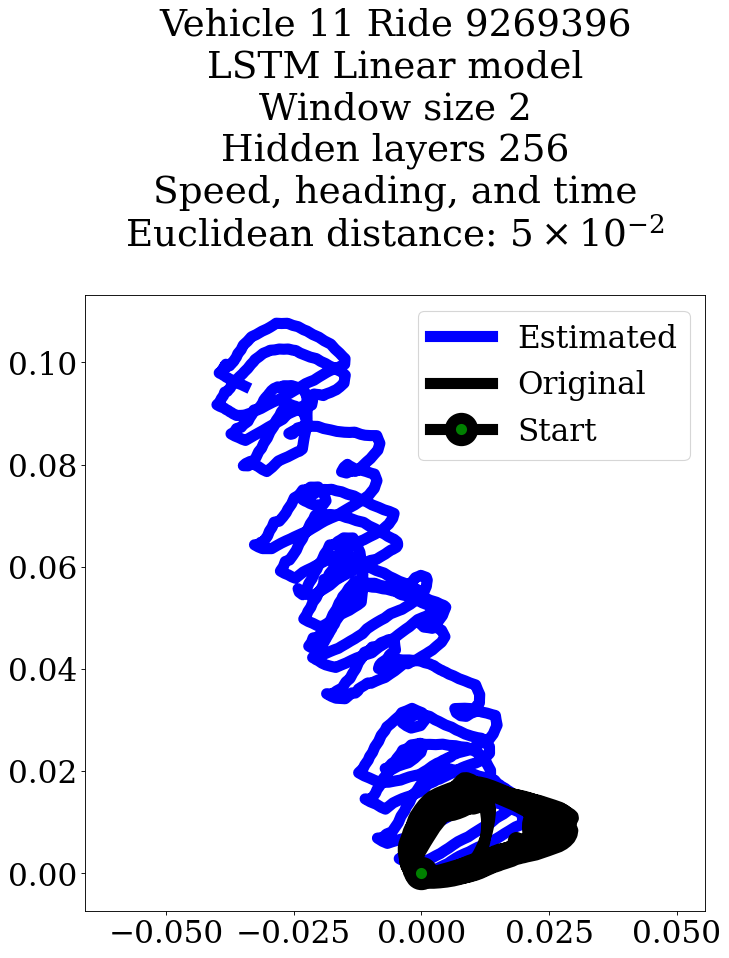 Vehicle 11 Ride 9269396
LSTM Linear model
Window size 2
Hidden layers 256
Speed, heading, and time
Euclidean distance: 5 × 10⁻²
Estimated
Original
Start
0.10
0.08
0.06
0.04
0.02
0.00
−0.050 −0.025 0.000 0.025 0.050